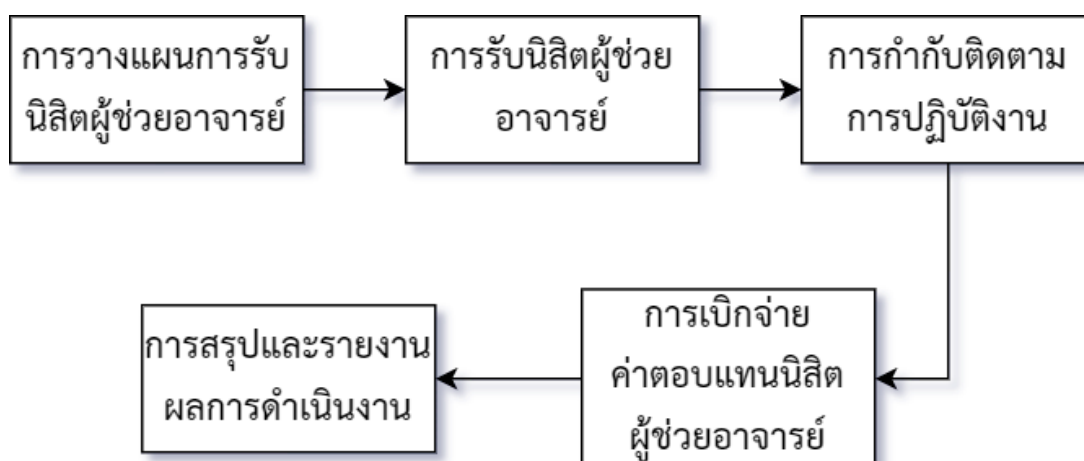 การวางแผนการรับ
นิสิตผู้ช่วยอาจารย์
การรับนิสิตผู้ช่วย
อาจารย์
การกำกับติดตาม
การปฏิบัติงาน
การเบิกจ่าย
ค่าตอบแทนนิสิต
ผู้ช่วยอาจารย์
การสรุปและรายงาน
ผลการดำเนินงาน